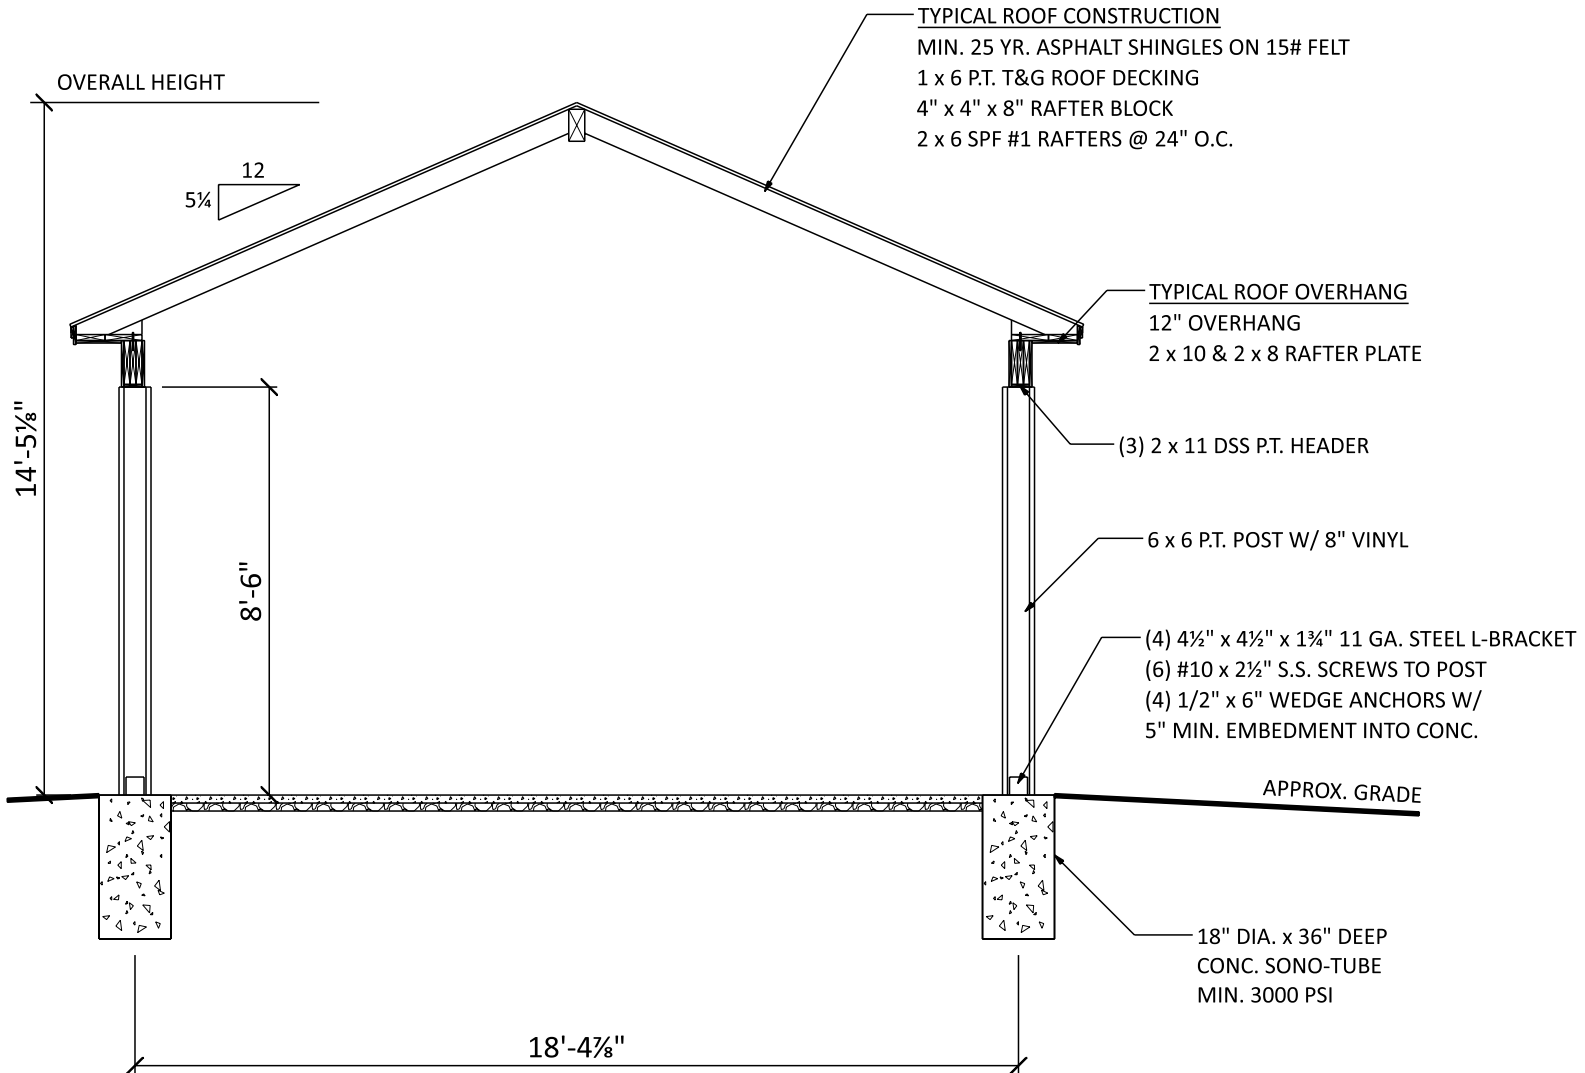 TYPICAL ROOF CONSTRUCTION
MIN. 25 YR. ASPHALT SHINGLES ON 15# FELT
1 x 6 P.T. T&G ROOF DECKING
4" x 4" x 8" RAFTER BLOCK
2 x 6 SPF #1 RAFTERS @ 24" O.C.
OVERALL HEIGHT
12
5¼
TYPICAL ROOF OVERHANG
12" OVERHANG
2 x 10 & 2 x 8 RAFTER PLATE
14'-5⅛"
(3) 2 x 11 DSS P.T. HEADER
8'-6"
6 x 6 P.T. POST W/ 8" VINYL
(4) 4½" x 4½" x 1¾" 11 GA. STEEL L-BRACKET
(6) #10 x 2½" S.S. SCREWS TO POST
(4) 1/2" x 6" WEDGE ANCHORS W/
5" MIN. EMBEDMENT INTO CONC.
APPROX. GRADE
18" DIA. x 36" DEEP
CONC. SONO-TUBE
MIN. 3000 PSI
18'-4⅞"